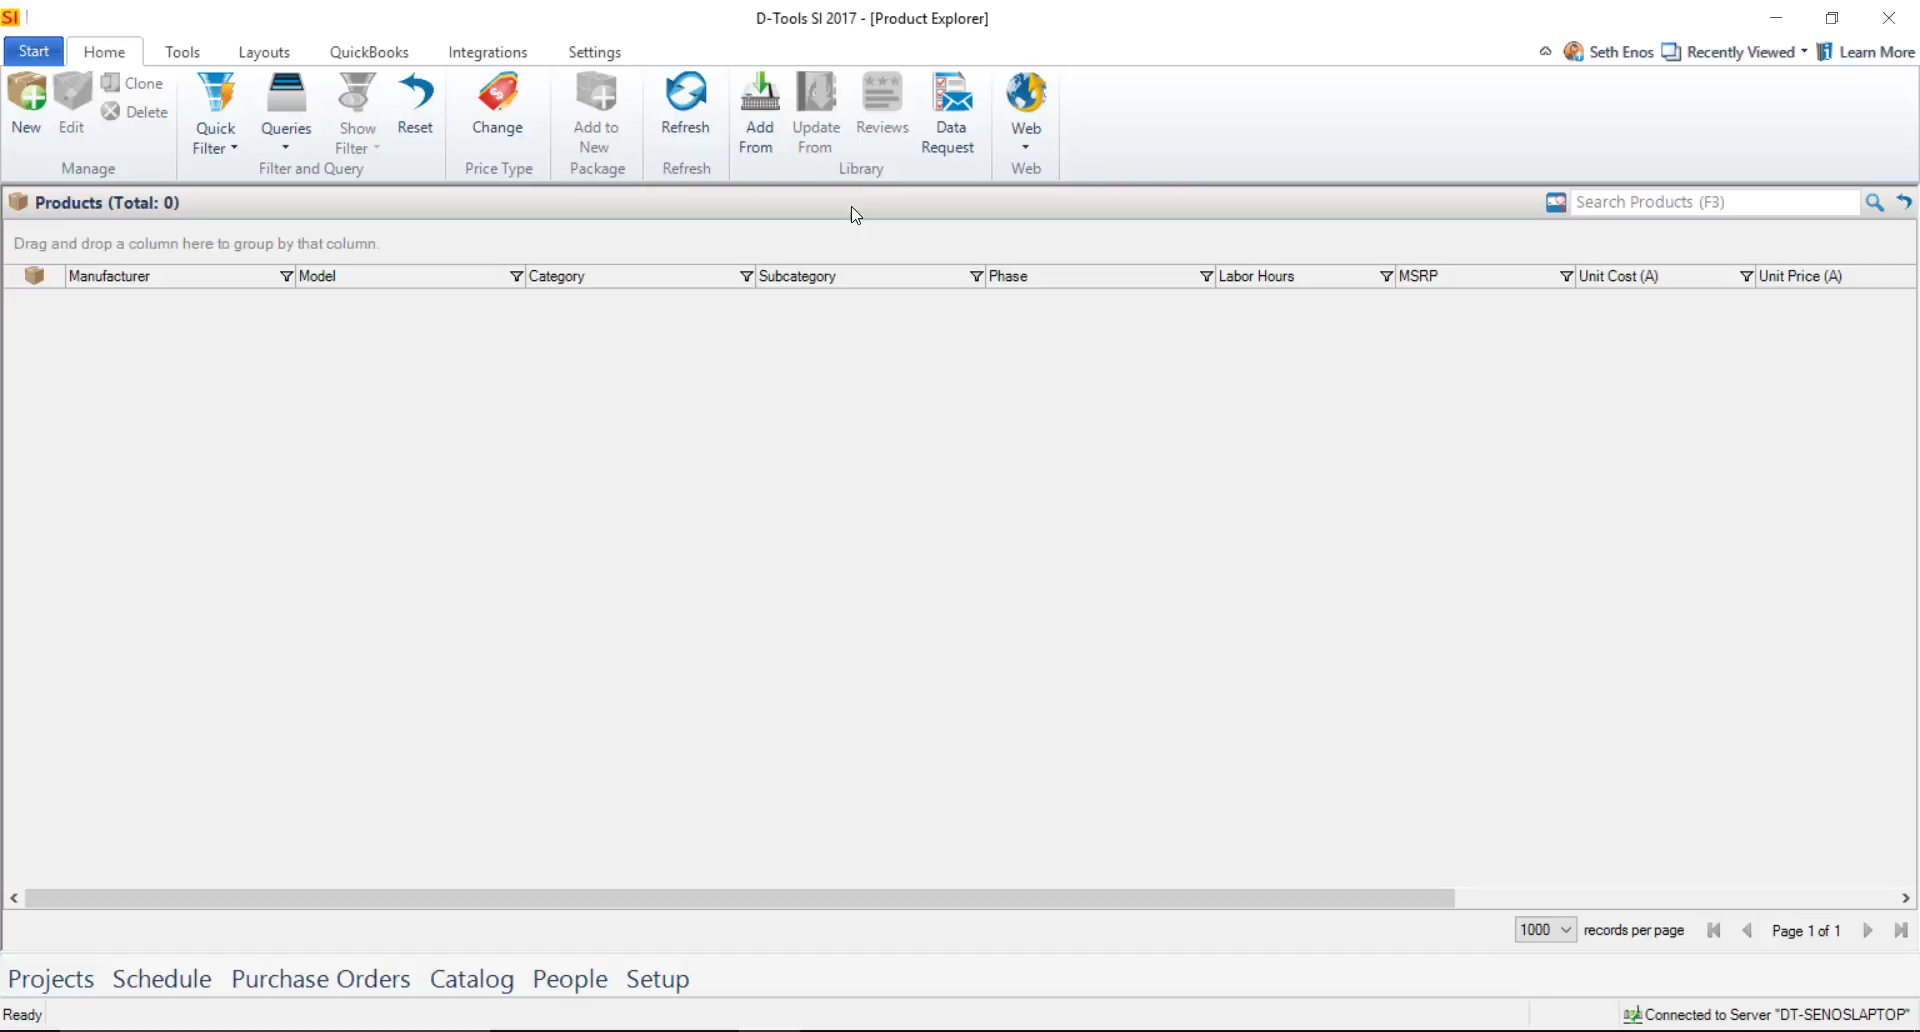 SI
D-Tools SI 2017 - [Product Explorer]
Start Home Tools Layouts QuickBooks Integrations Settings
Seth Enos Recently Viewed Learn More
New Edit Clone Delete
Manage
Quick Filter Queries Show Filter Reset
Filter and Query
Change
Price Type
Add to New
Package
Refresh
Refresh
Add From Update From Reviews Data Request
Library
Web
Web
Products (Total: 0)
Search Products (F3)
Drag and drop a column here to group by that column.
Manufacturer Model Category Subcategory Phase Labor Hours MSRP Unit Cost (A) Unit Price (A)
1000 records per page Page 1 of 1
Projects Schedule Purchase Orders Catalog People Setup
Ready
Connected to Server "DT-SENOSLAPTOP"